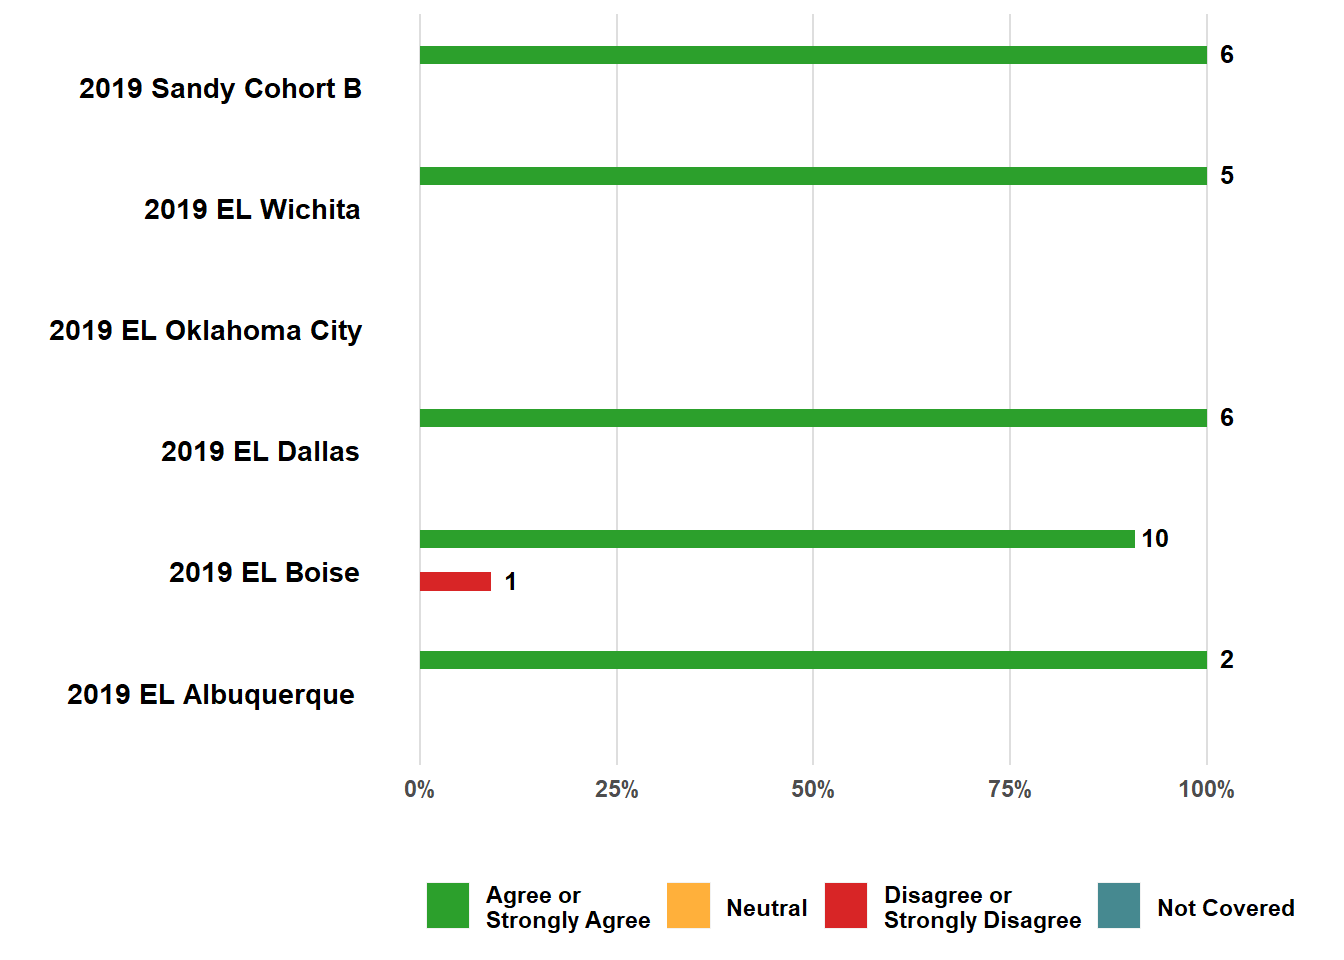 6
2019 Sandy Cohort B
5
2019 EL Wichita
2019 EL Oklahoma City
6
2019 EL Dallas
10
2019 EL Boise
1
2
2019 EL Albuquerque
0% 25% 50% 75% 100%
Agree or
Strongly Agree
Neutral
Disagree or
Strongly Disagree
Not Covered